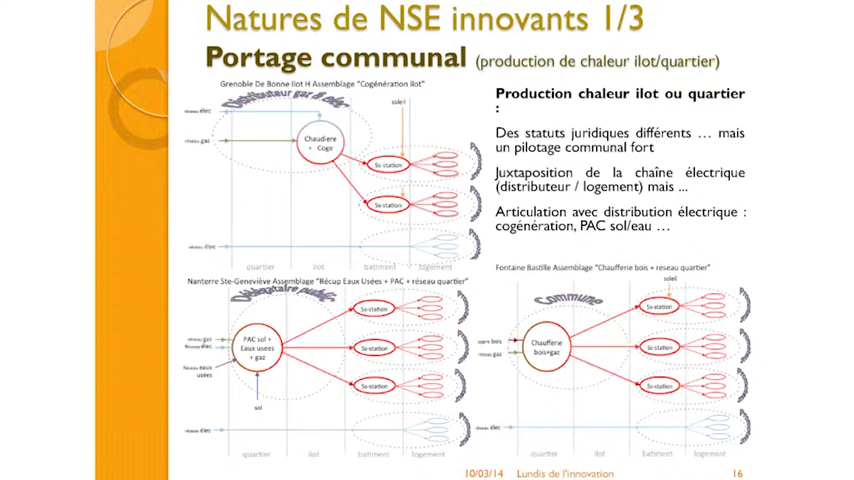 Natures de NSE innovants 1/3
Portage communal (production de chaleur ilot/quartier)
Grenoble De Bonne Ilot H Assemblage "Cogénération ilot"
Distributeur gaz & elec
réseau élec
soleil
réseau gaz
Chaudiere
+ Coge
Ss-station
Ss-station
réseau élec
quartier ilot batiment logement
Production chaleur ilot ou quartier
:
Des statuts juridiques différents … mais
un pilotage communal fort
Juxtaposition de la chaîne électrique
(distributeur / logement) mais ...
Articulation avec distribution électrique :
cogénération, PAC sol/eau …
Nanterre Ste-Geneviève Assemblage "Récup Eaux Usées + PAC + réseau quartier"
Délégataire public
réseau gaz
Réseau élec
Réseau eaux
usées
PAC sol +
Eaux usees
+ gaz
sol
Ss-station
Ss-station
Ss-station
réseau élec
quartier ilot batiment logement
Fontaine Bastille Assemblage "Chaufferie bois + reseau quartier"
soleil
Commune
bois
réseau gaz
Chaufferie
bois+gaz
Ss-station
Ss-station
Ss-station
réseau élec
quartier ilot batiment logement
10/03/14 Lundis de l'innovation 16